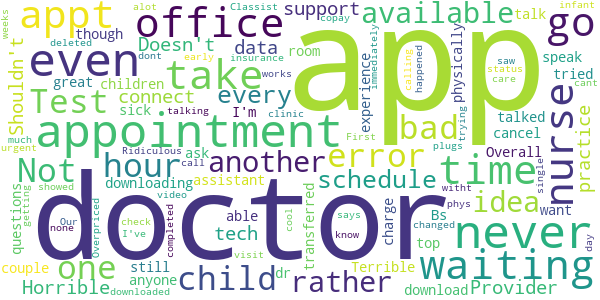 weeks
alot
Classist
appt
office
support
copay
available
talk
infant
app
go
though
deleted
dont
early
Doesn't
data
room
insurance
immediately
calling
happened
physically
saw
status
care
speak
tried
cant
even
take
great
children
works
experience
Shouldn't
Test
connect
every
sick
I'm
clinic
First
trying
bad
nurse
talked
cancel
appointment
much
talking
plugs
urgent
Not
hour
ask
another
error
Overall
practice
Ridiculous
call
time
questions
getting
showed
downloading
assistant
schedule
single
witht
phys
idea
doctor
video
transferred
able
tech
charge
Bs
want
changed
never
Our
none
Overpriced
check
I've
completed
cool
says
know
top
day
couple
one
still
anyone
child
visit
dr
rather
Terrible
download
Provider
waiting
Horrible
downloaded